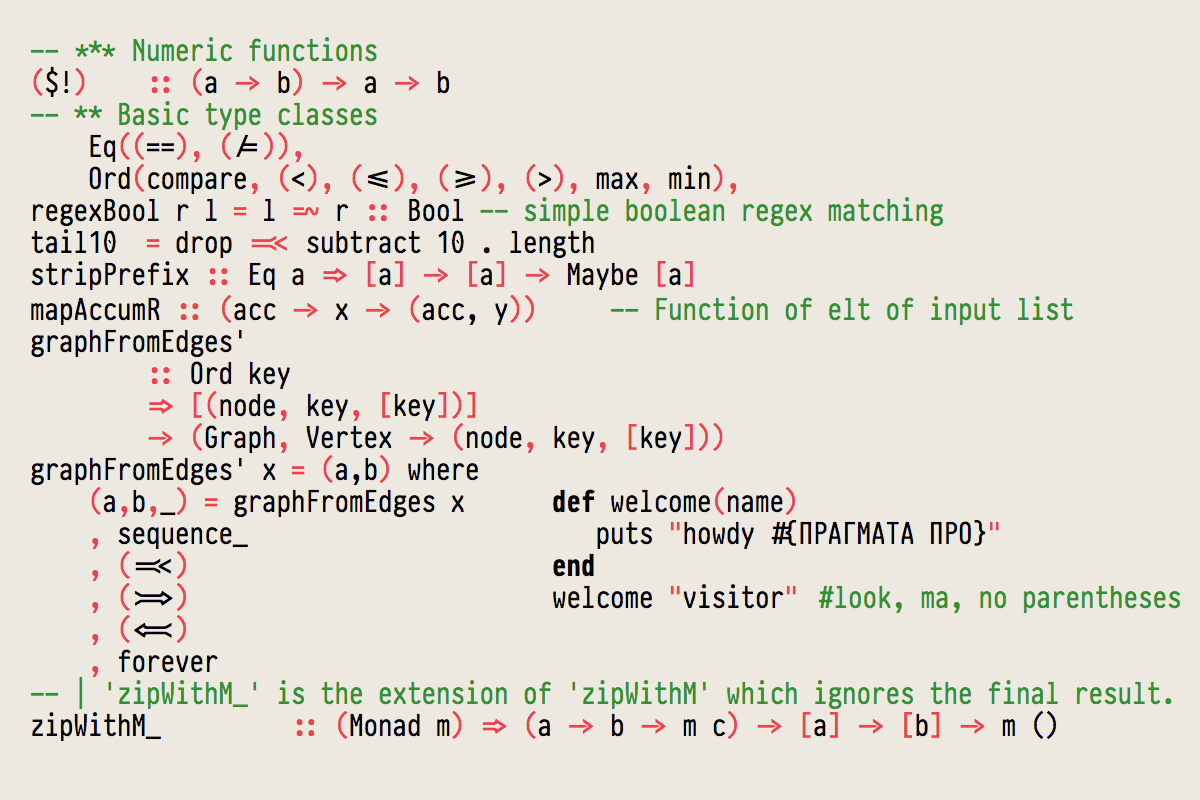 -- *** Numeric functions
($!)    :: (a -> b) -> a -> b
-- ** Basic type classes
    Eq((==), (/=)),
    Ord(compare, (<), (<=), (>=), (>), max, min),
regexBool r l = l =~ r :: Bool -- simple boolean regex matching
tail10  = drop =<< subtract 10 . length
stripPrefix :: Eq a => [a] -> [a] -> Maybe [a]
mapAccumR :: (acc -> x -> (acc, y))     -- Function of elt of input list
graphFromEdges'
        :: Ord key
        => [(node, key, [key])]
        -> (Graph, Vertex -> (node, key, [key]))
graphFromEdges' x = (a,b) where
    (a,b,_) = graphFromEdges x
    , sequence_
    , (=<<)
    , (>=>)
    , (<=<)
    , forever
def welcome(name)
   puts "howdy #{ПРАГМАТА ПРО}"
end
welcome "visitor" #look, ma, no parentheses
-- | 'zipWithM_' is the extension of 'zipWithM' which ignores the final result.
zipWithM_         :: (Monad m) => (a -> b -> m c) -> [a] -> [b] -> m ()